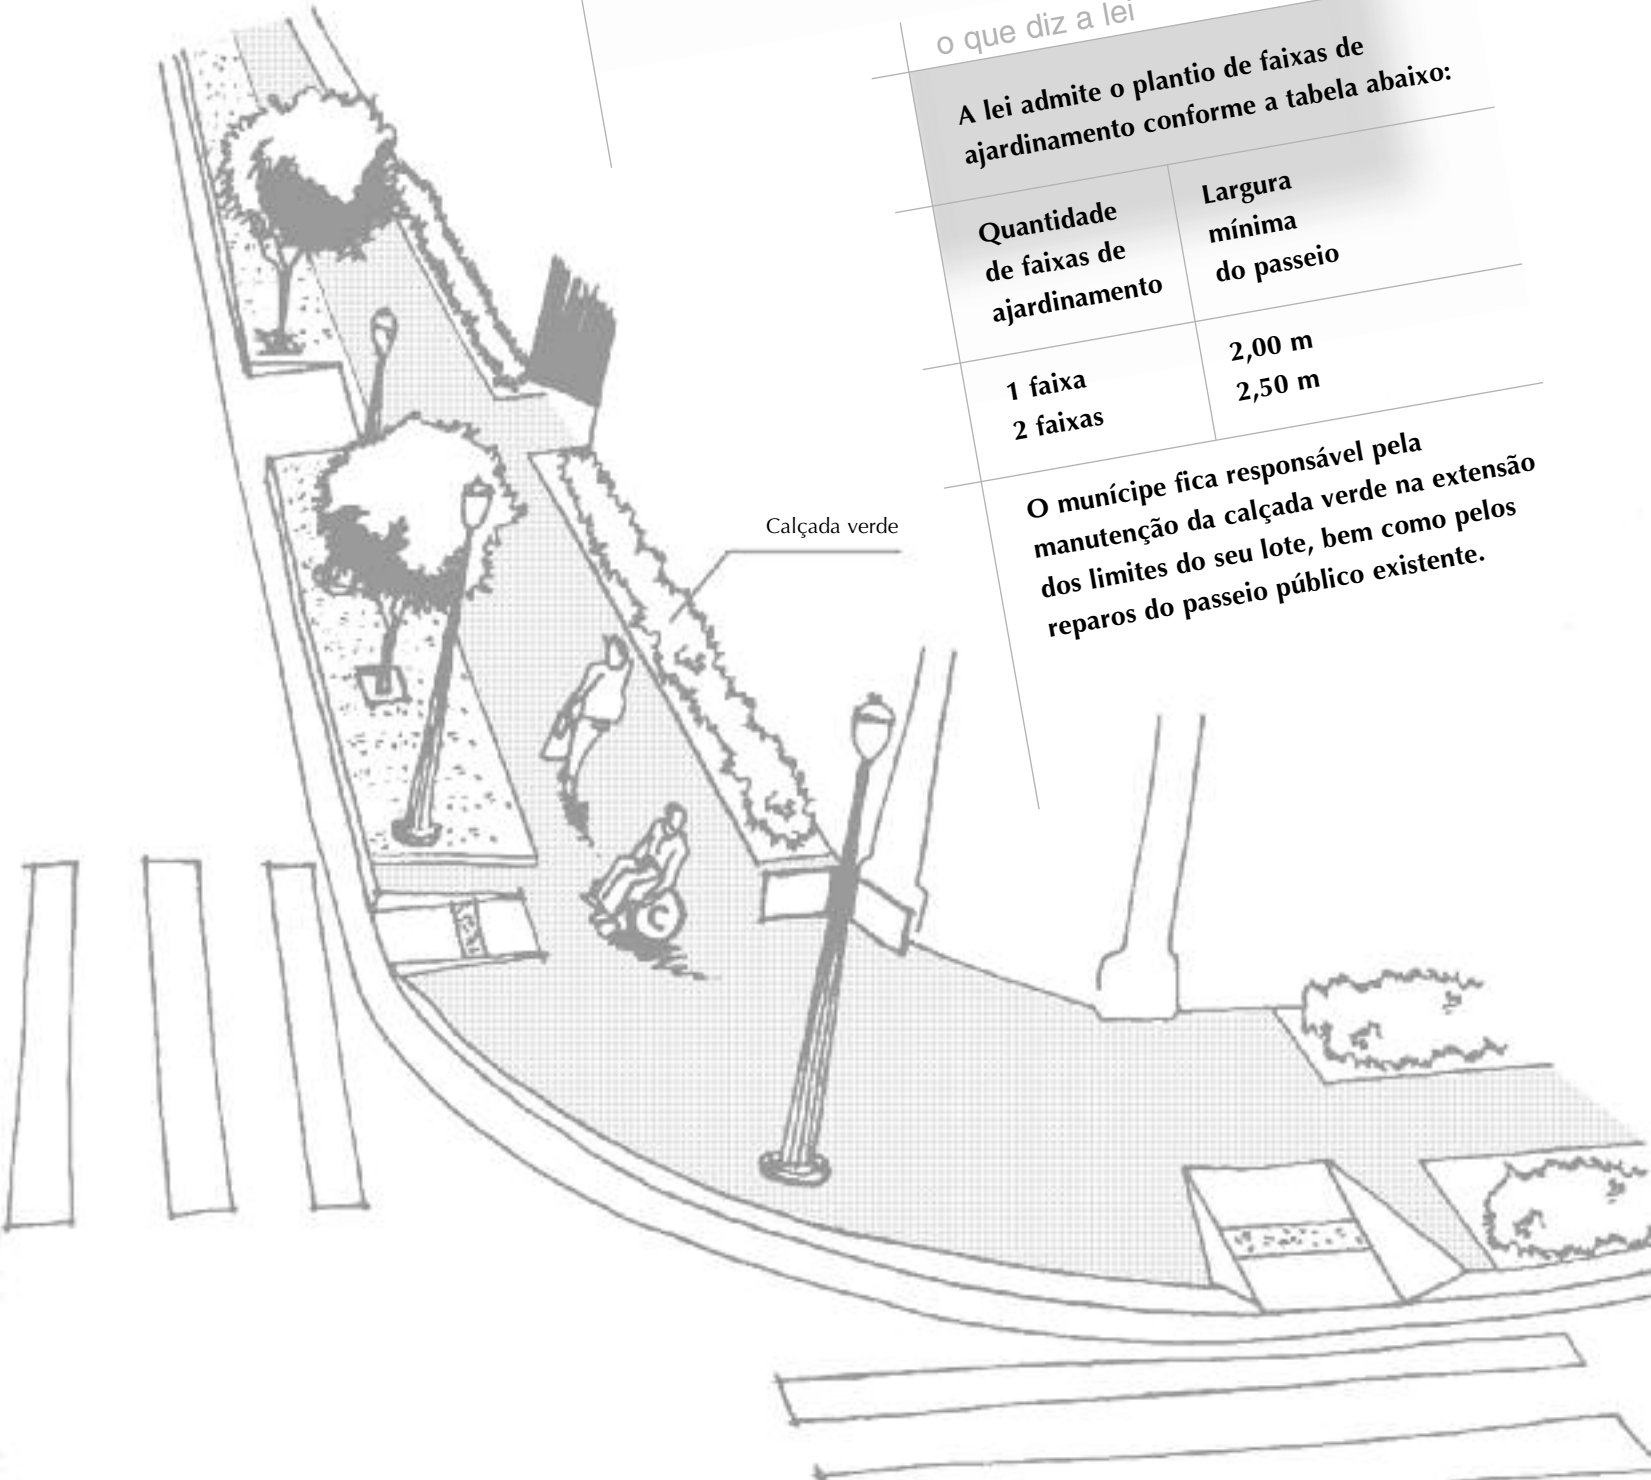 o que diz a lei
A lei admite o plantio de faixas de
ajardinamento conforme a tabela abaixo:
Quantidade
de faixas de
ajardinamento
Largura
mínima
do passeio
1 faixa
2 faixas
2,00 m
2,50 m
O munícipe fica responsável pela
manutenção da calçada verde na extensão
dos limites do seu lote, bem como pelos
reparos do passeio público existente.
Calçada verde